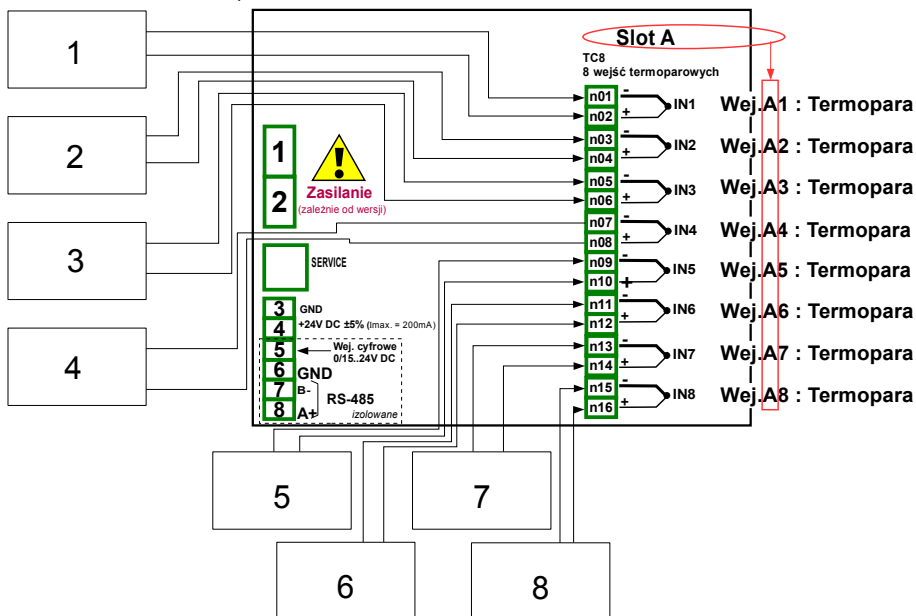 Slot A
TC8
8 wejść termoparowych
1
2
3
4
1
2
Zasilanie
(zależnie od wersji)
SERVICE
3 GND
4 +24V DC ±5% (Imax. = 200mA)
5 Wej. cyfrowe
0/15..24V DC
6 GND
7 B-
RS-485
8 A+
izolowane
n01 - IN1 Wej.A1 : Termopara
n02 +
n03 - IN2 Wej.A2 : Termopara
n04 +
n05 - IN3 Wej.A3 : Termopara
n06 +
n07 - IN4 Wej.A4 : Termopara
n08 +
n09 - IN5 Wej.A5 : Termopara
n10 +
n11 - IN6 Wej.A6 : Termopara
n12 +
n13 - IN7 Wej.A7 : Termopara
n14 +
n15 - IN8 Wej.A8 : Termopara
n16 +
5
7
6
8